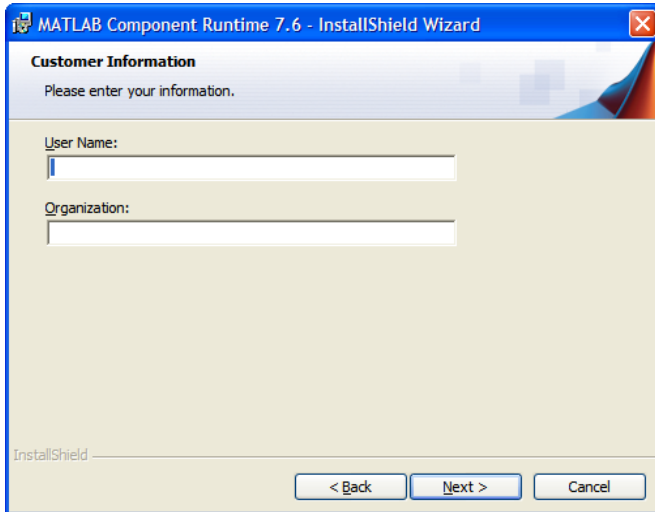 MATLAB Component Runtime 7.6 - InstallShield Wizard
Customer Information
Please enter your information.
User Name:
Organization:
InstallShield
< Back Next > Cancel